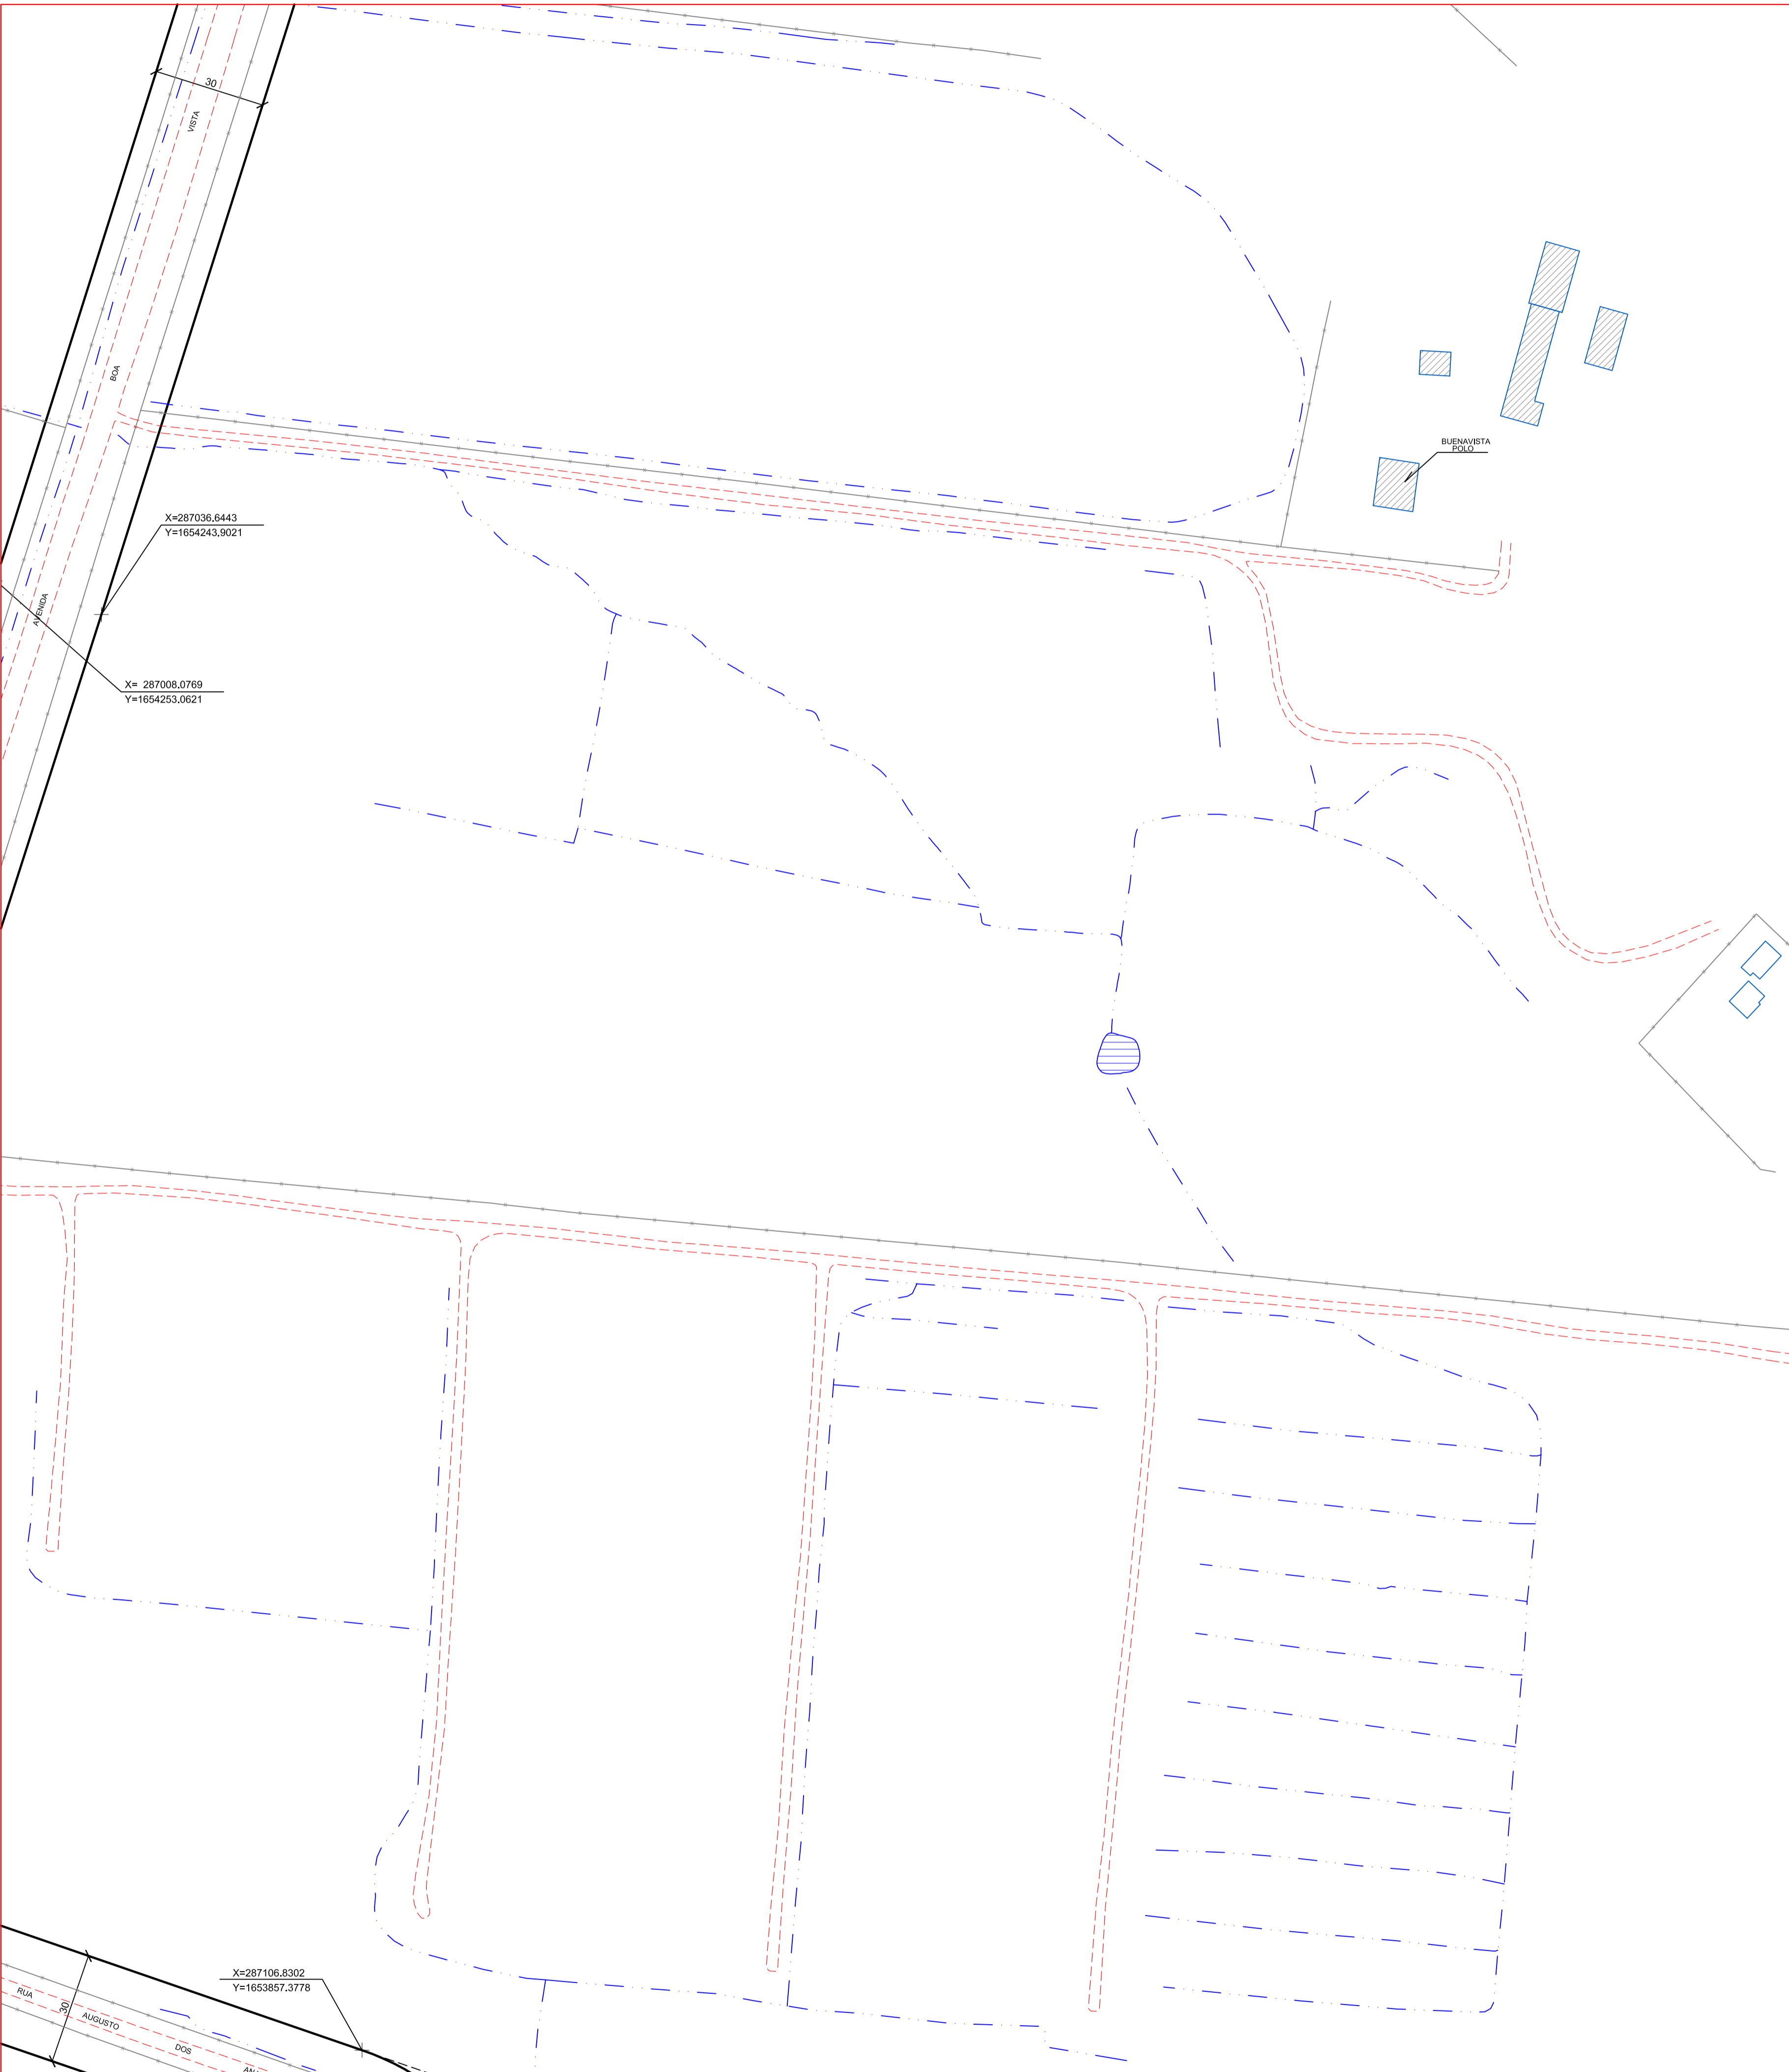 30
VISTA
BOA
BUENAVISTA
POLO
X=287036,6443
Y=1654243,9021
AVENIDA
X= 287008.0769
Y=1654253.0621
X=287106.8302
Y=1653857.3778
30
RUA
AUGUSTO
DOS